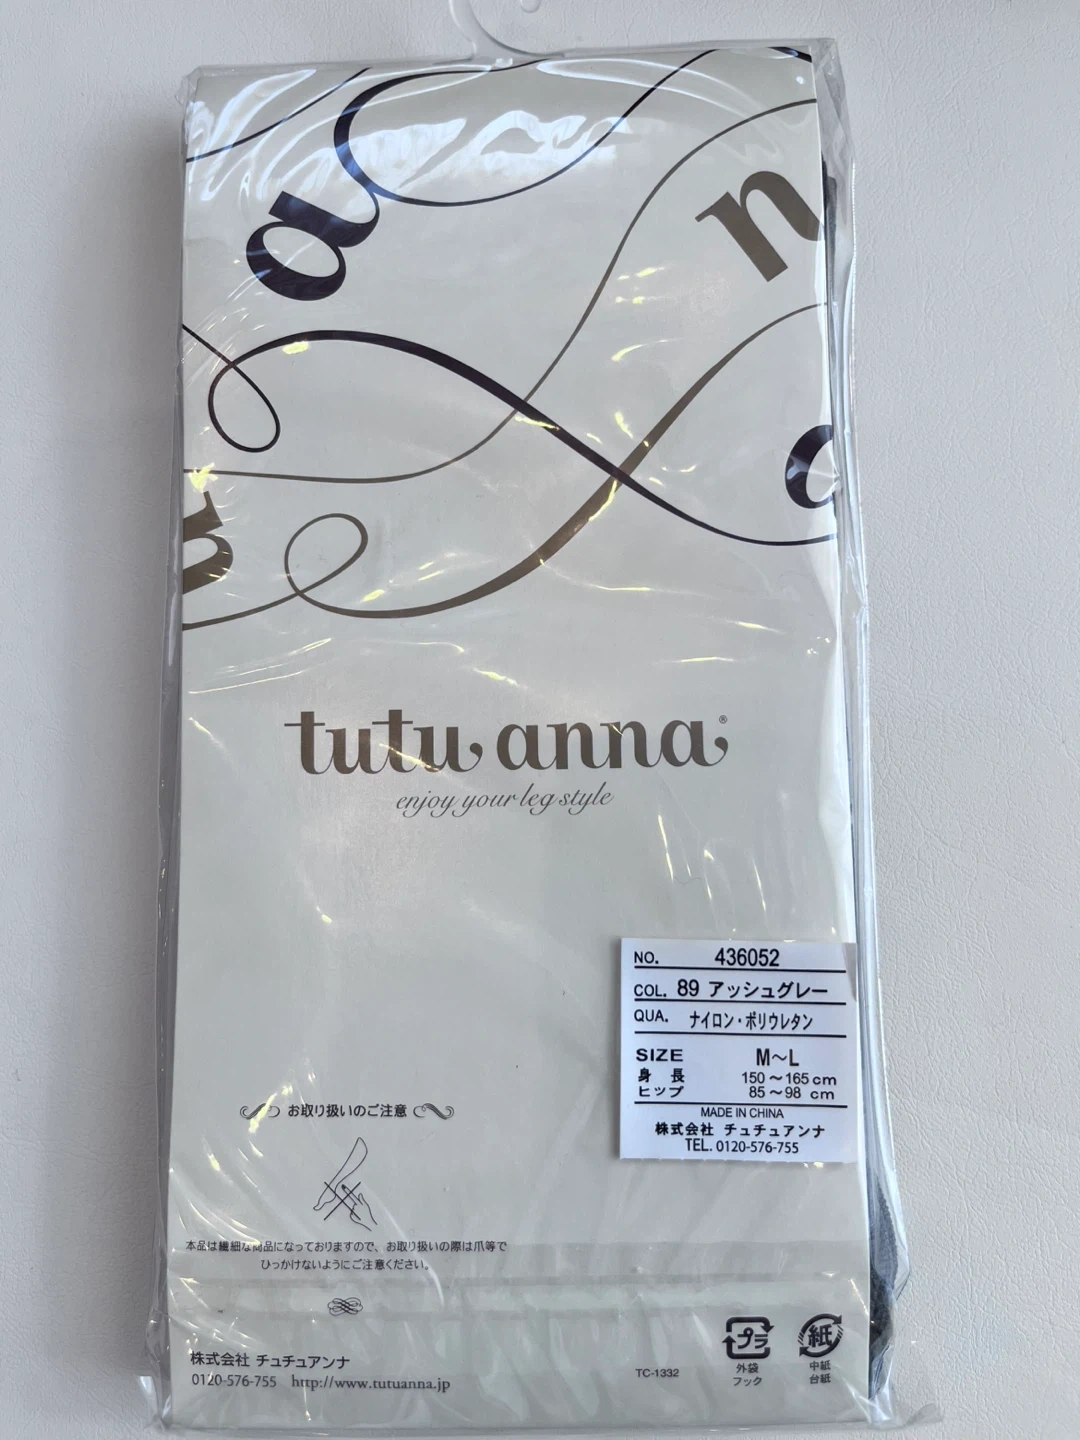 a
n
tutu anna®
enjoy your leg style
NO. 436052
COL. 89 アッシュグレー
QUA. ナイロン・ポリウレタン
SIZE M〜L
身長 150〜165cm
ヒップ 85〜98 cm
MADE IN CHINA
株式会社 チュチュアンナ
TEL. 0120-576-755
お取り扱いのご注意
本品は繊細な商品になっておりますので、お取り扱いの際は爪等で
ひっかけないようにご注意ください。
株式会社 チュチュアンナ
0120-576-755 http://www.tutuanna.jp
TC-1332
プラ
外袋
フック
紙
中紙
台紙